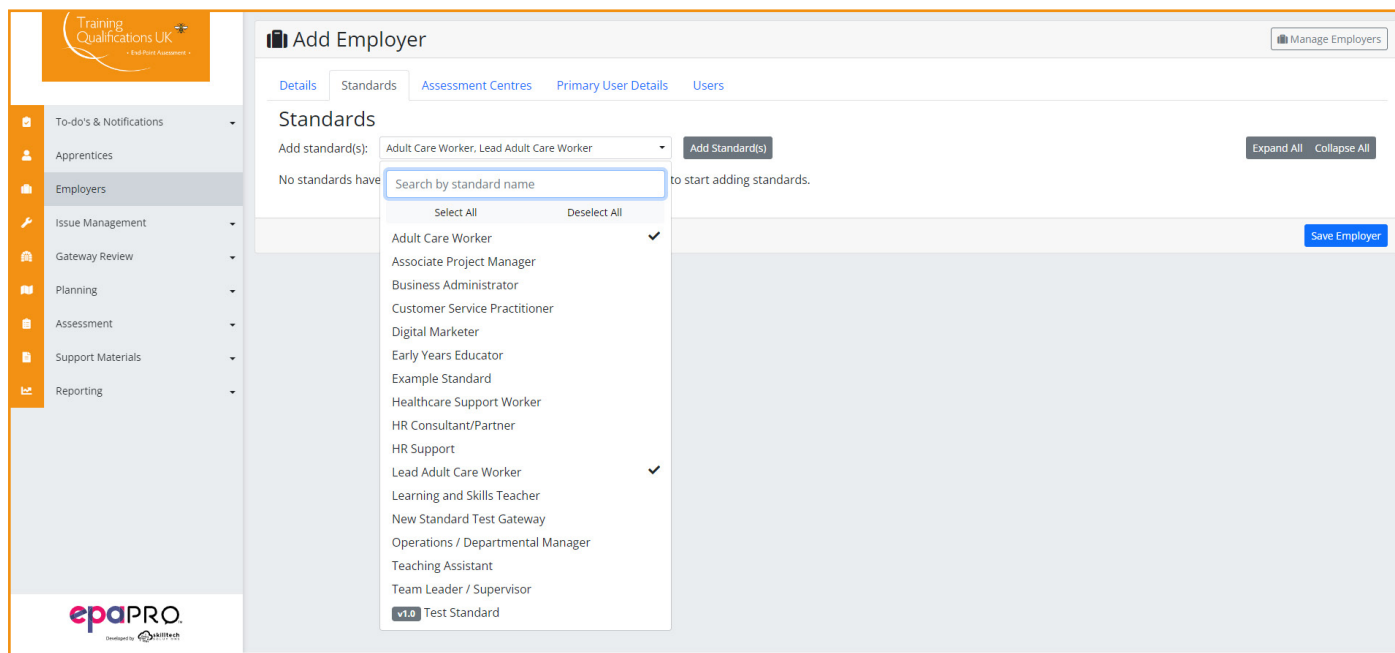 Training
Qualifications UK
- End-Point Assessment -
To-do's & Notifications
Apprentices
Employers
Issue Management
Gateway Review
Planning
Assessment
Support Materials
Reporting
epaPRO
Developed by skilltech
Add Employer
Manage Employers
Details Standards Assessment Centres Primary User Details Users
Standards
Add standard(s): Adult Care Worker, Lead Adult Care Worker Add Standard(s) Expand All Collapse All
No standards have to start adding standards.
Search by standard name
Select All Deselect All
Adult Care Worker
Associate Project Manager
Business Administrator
Customer Service Practitioner
Digital Marketer
Early Years Educator
Example Standard
Healthcare Support Worker
HR Consultant/Partner
HR Support
Lead Adult Care Worker
Learning and Skills Teacher
New Standard Test Gateway
Operations / Departmental Manager
Teaching Assistant
Team Leader / Supervisor
v1.0 Test Standard
Save Employer